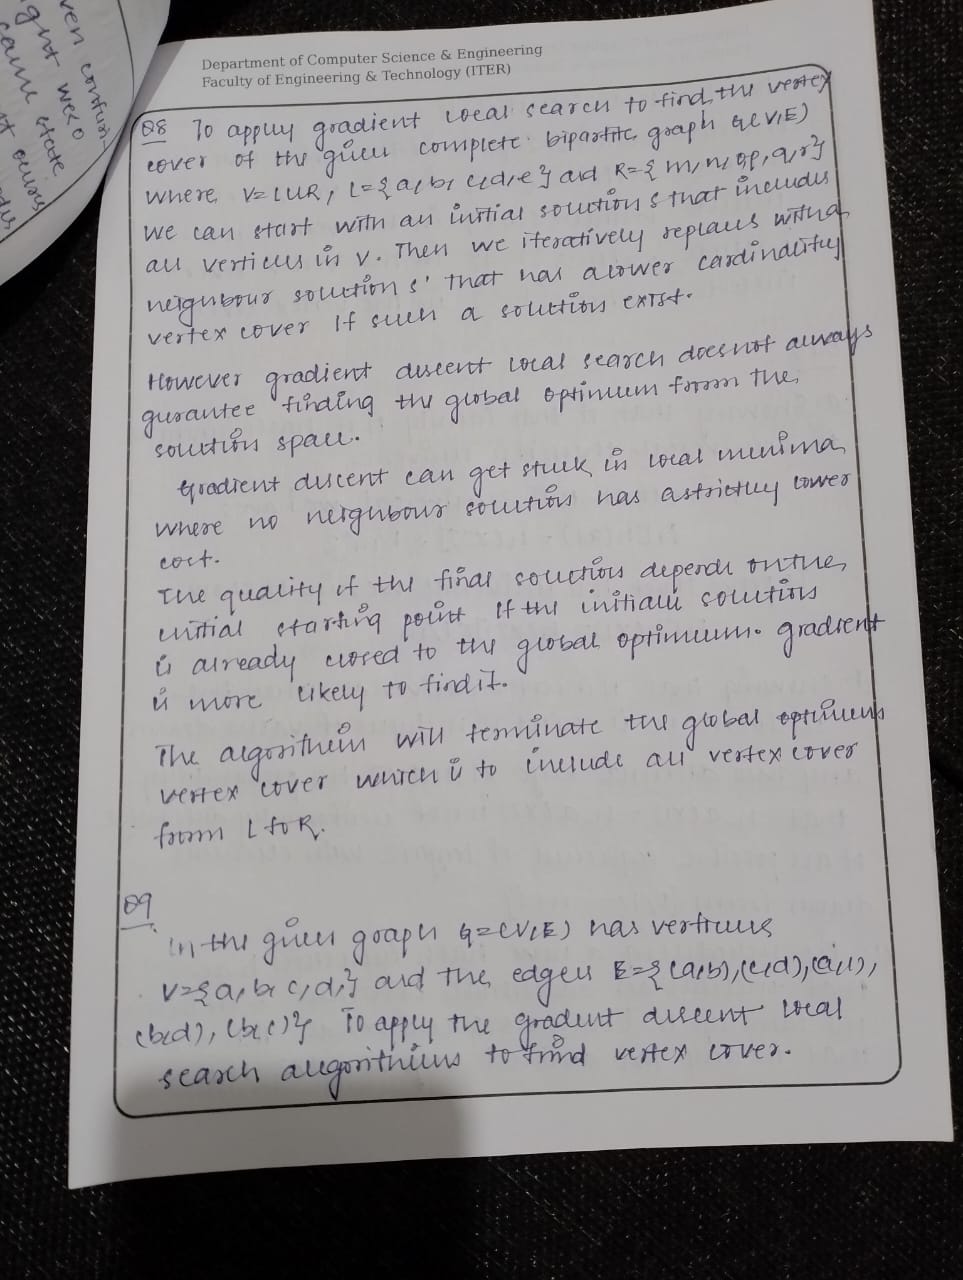 ven confun-
ght weso
came state
t occurs
Department of Computer Science & Engineering
Faculty of Engineering & Technology (ITER)
Q8 To apply gradient local search to find the vertex
cover of the given complete bipartite graph G(V,E)
where V=LUR, L={a,b,c,d,e} and R={m,n,o,p,q,r}
we can start with an initial solution s that includes
all vertices in v. Then we iteratively replaces with a
neighbour solution s' that has a lower cardinality
vertex cover If such a solution exist.
However gradient descent local search doesnot always
gurantee finding the global optimum from the
solution space.
Gradient descent can get stuck in local minima
where no neighbour solution has a strictly lower
cost.
The quality of the final solution depends on the
initial starting point If the initial solution
is already closed to the global optimum. gradient
is more likely to find it.
The algorithm will terminate the global optimum
vertex cover which is to include all vertex cover
from L to R.
Q9
In the given graph G=(V,E) has vertices
V={a,b,c,d,} and the edges E={(a,b),(c,d),
(b,d), (b,c)} To apply the gradient descent local
search algorithms to find vertex cover.